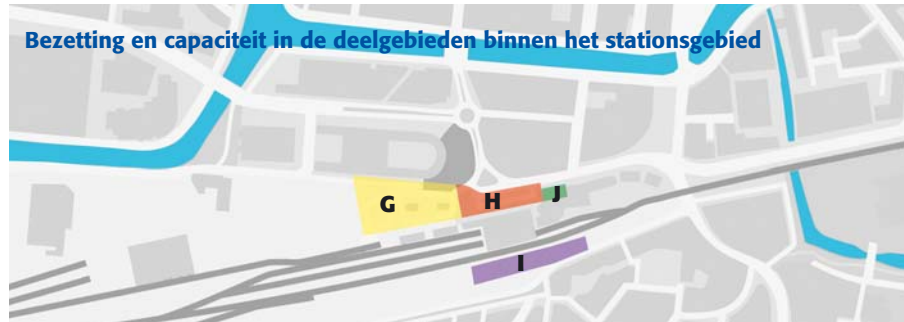 Bezetting en capaciteit in de deelgebieden binnen het stationsgebied
G
H
J
I